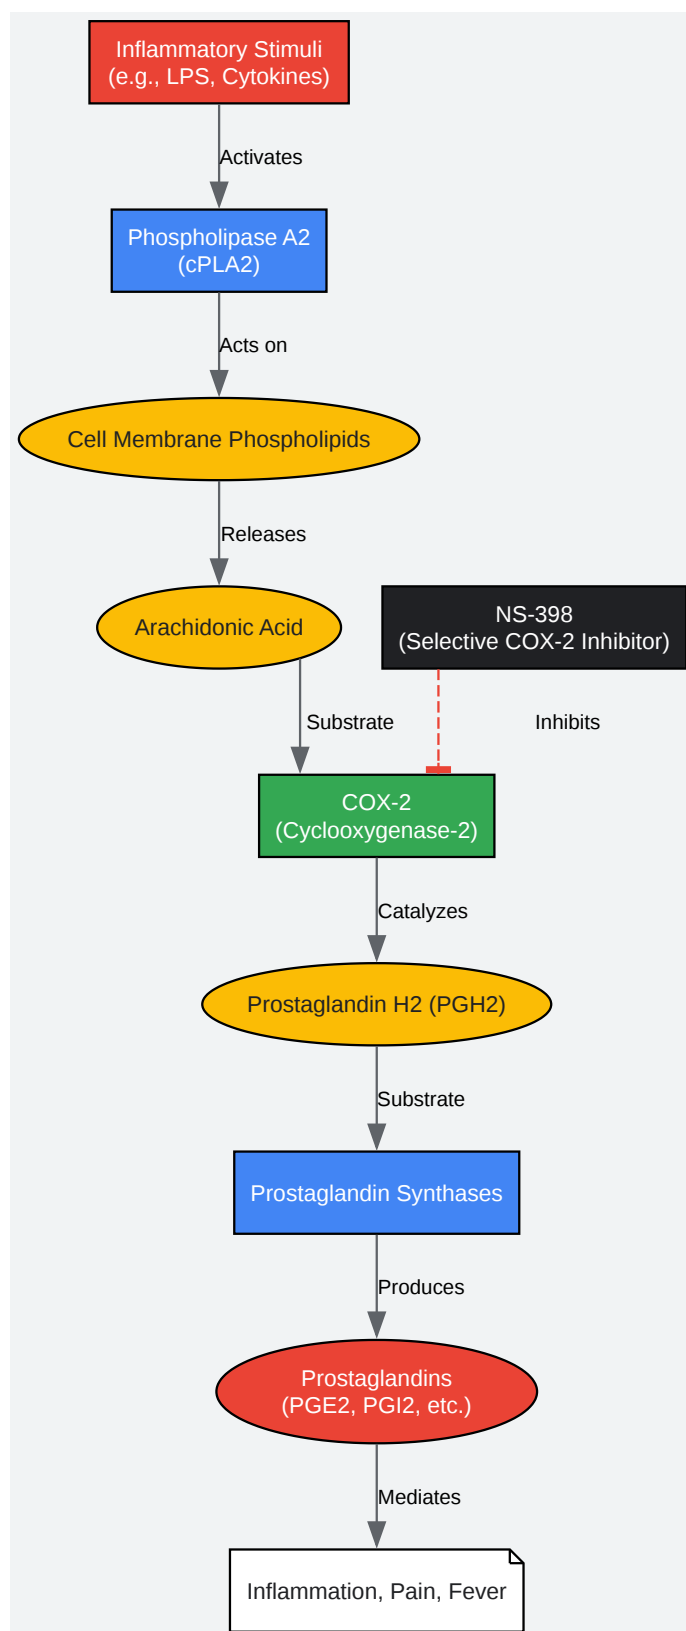 Inflammatory Stimuli
(e.g., LPS, Cytokines)
Activates
Phospholipase A2
(cPLA2)
Acts on
Cell Membrane Phospholipids
Releases
Arachidonic Acid
NS-398
(Selective COX-2 Inhibitor)
Substrate
Inhibits
COX-2
(Cyclooxygenase-2)
Catalyzes
Prostaglandin H2 (PGH2)
Substrate
Prostaglandin Synthases
Produces
Prostaglandins
(PGE2, PGI2, etc.)
Mediates
Inflammation, Pain, Fever